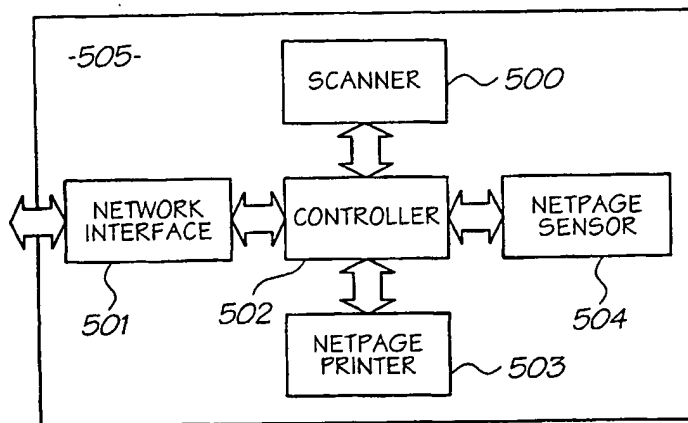 -505-
SCANNER
500
NETWORK
INTERFACE
501
CONTROLLER
502
NETPAGE
SENSOR
504
NETPAGE
PRINTER
503